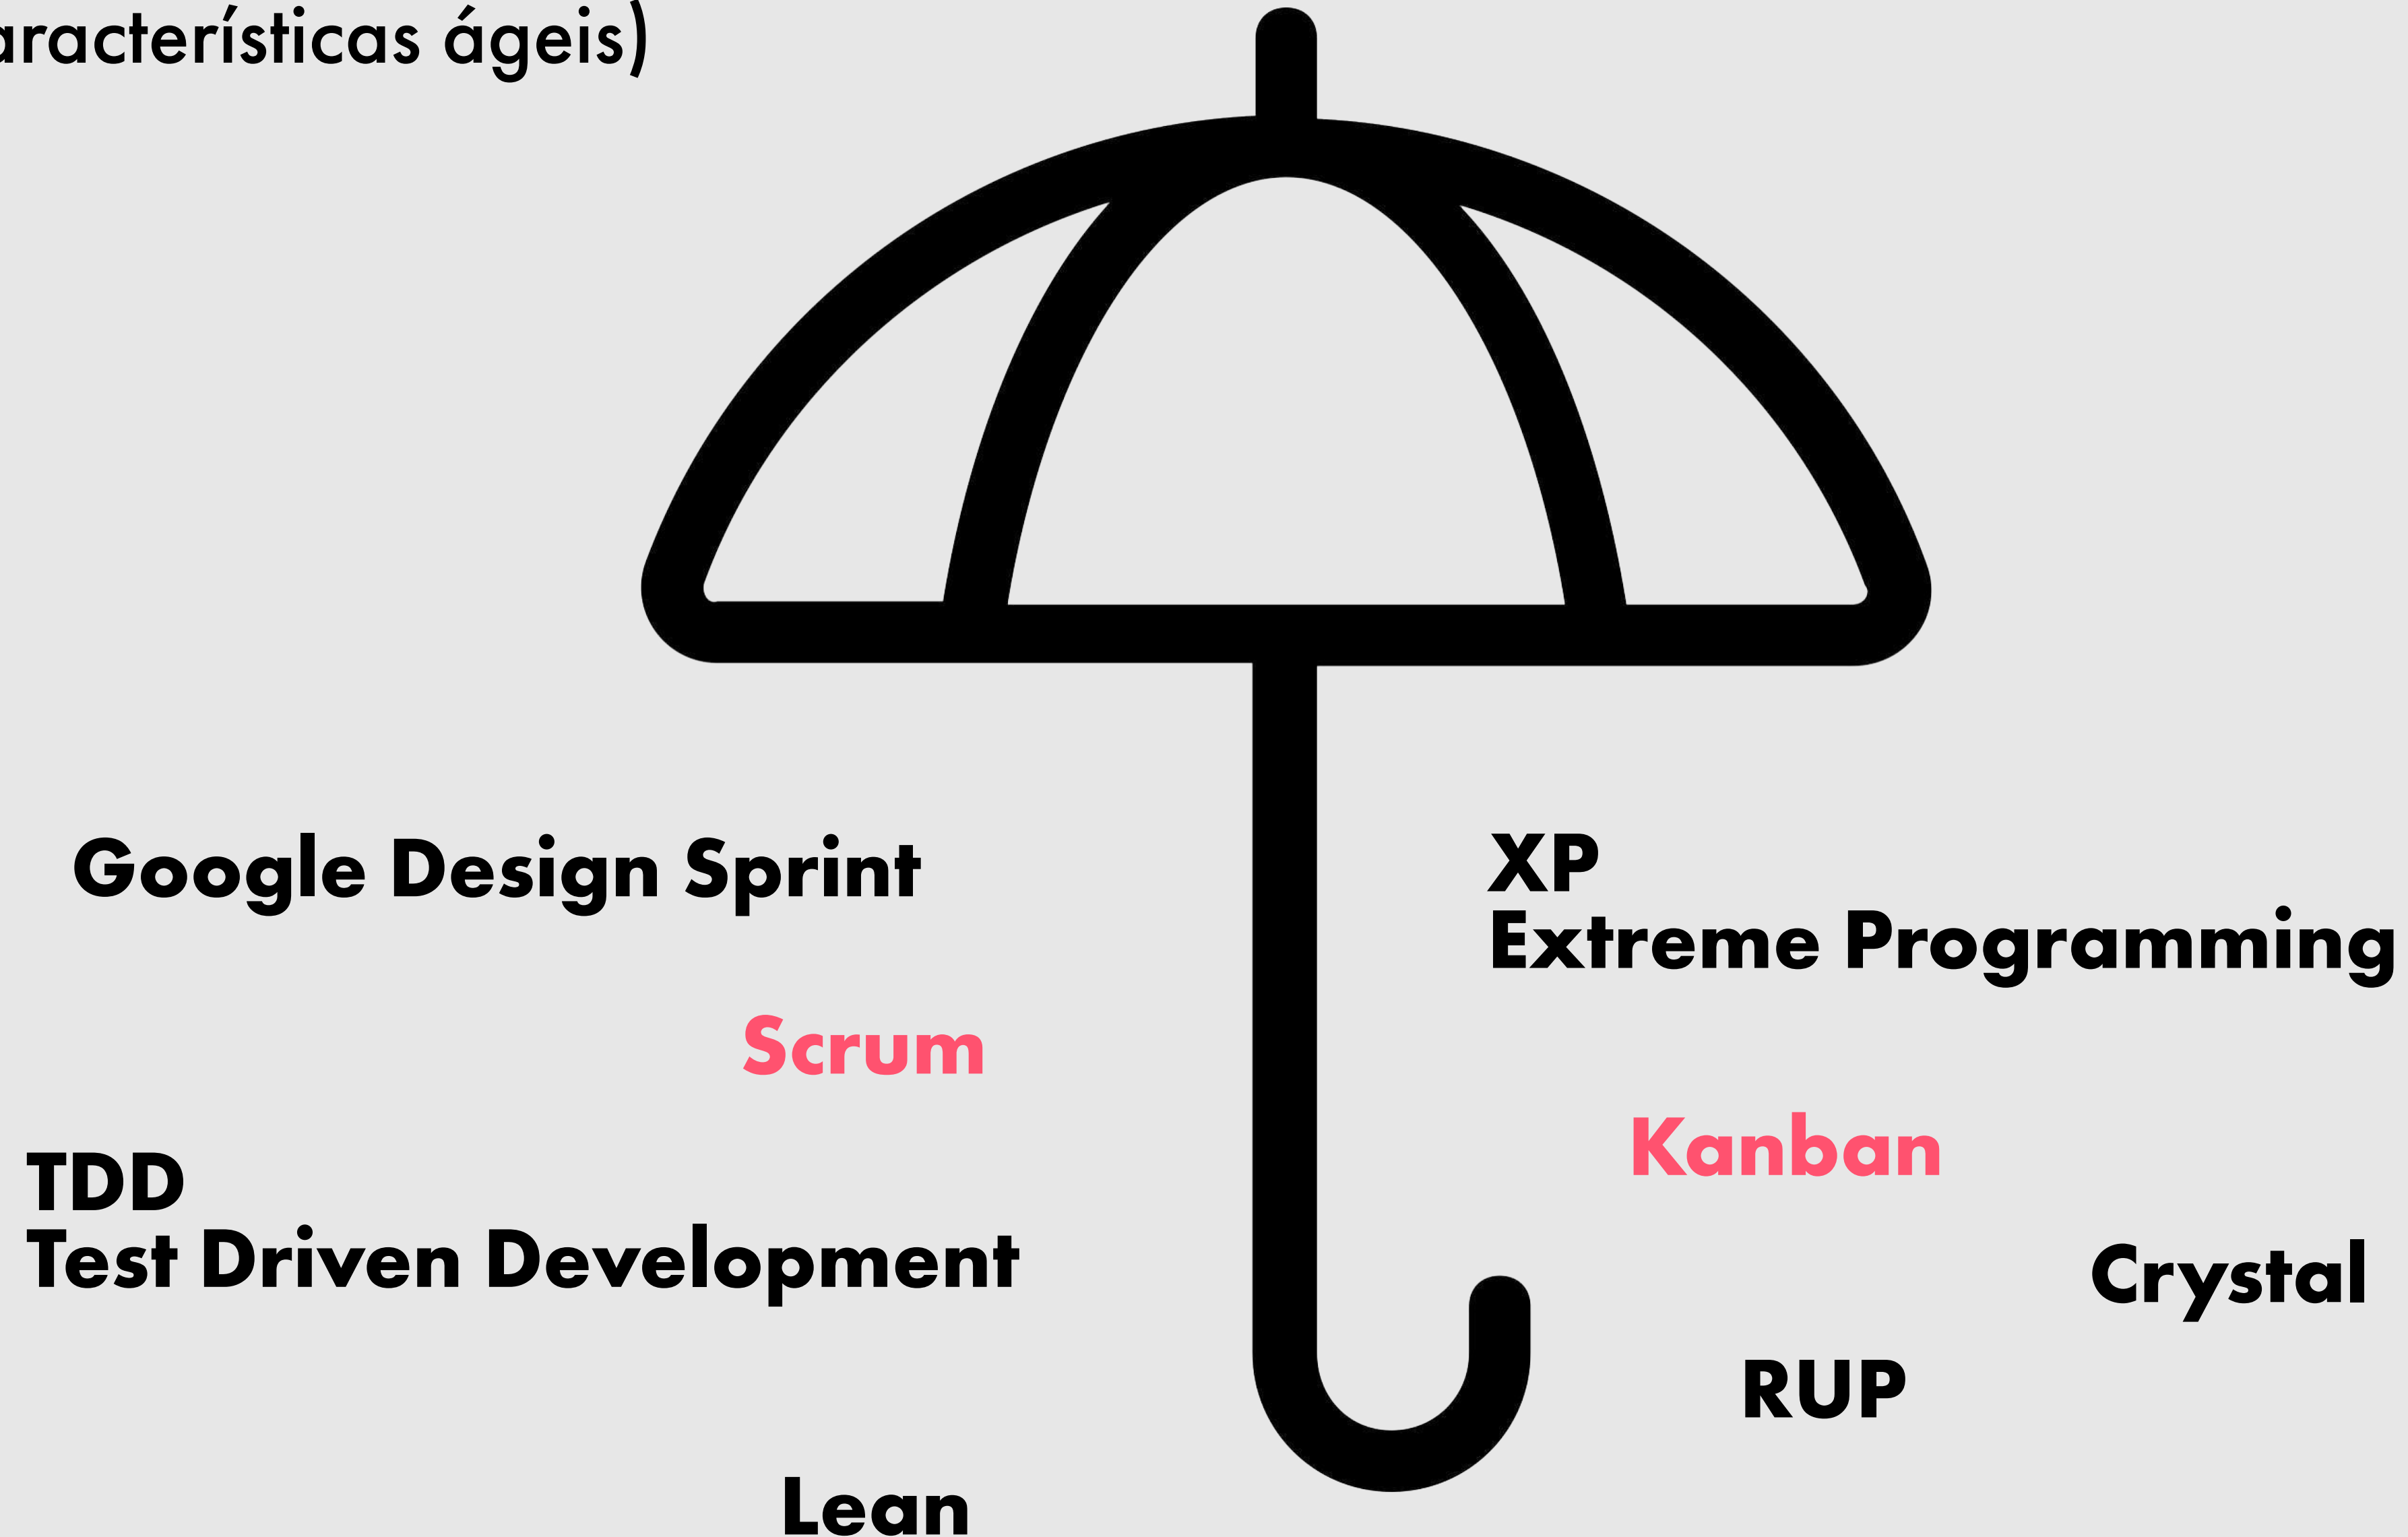 aracterísticas ágeis)
Google Design Sprint
XP
Extreme Programming
Scrum
Kanban
TDD
Test Driven Development
Crystal
RUP
Lean